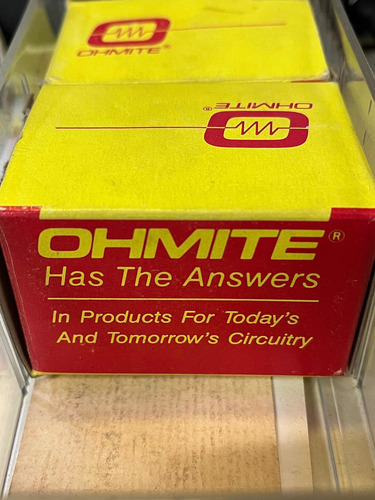 OHMITE®
OHMITE®
OHMITE®
Has The Answers
In Products For Today's
And Tomorrow's Circuitry